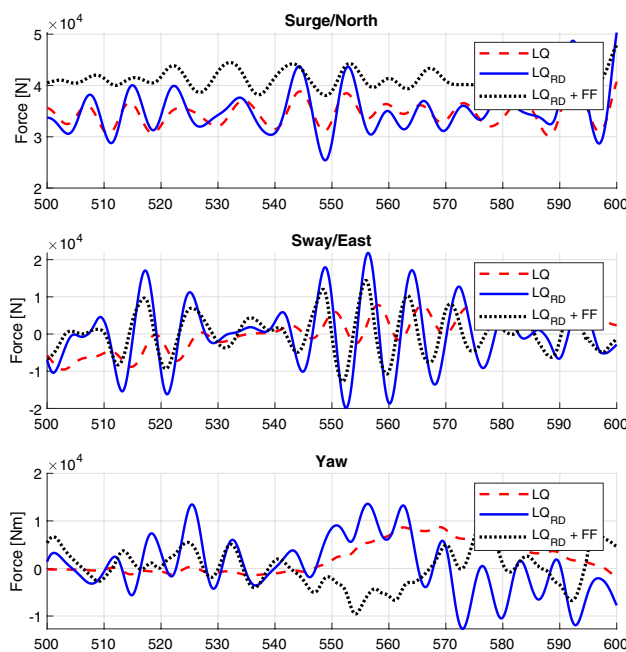 Surge/North
×10⁴
5
4
3
2
Force [N]
LQ
LQ_RD
LQ_RD + FF
500 510 520 530 540 550 560 570 580 590 600
Sway/East
×10⁴
2
1
0
-1
-2
Force [N]
LQ
LQ_RD
LQ_RD + FF
500 510 520 530 540 550 560 570 580 590 600
Yaw
×10⁴
2
1
0
-1
Force [Nm]
LQ
LQ_RD
LQ_RD + FF
500 510 520 530 540 550 560 570 580 590 600